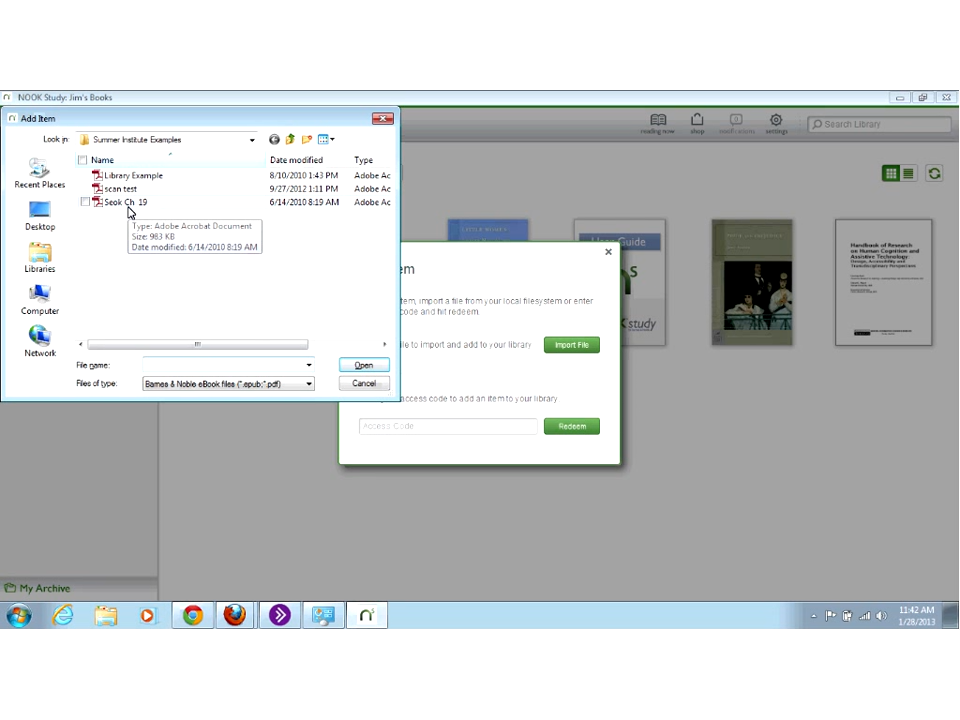 NOOK Study: Jim's Books
Add Item
Look in:
Summer Institute Examples
Name
Date modified
Type
Library Example
8/10/2010 1:43 PM
Adobe Ac
scan test
9/27/2012 1:11 PM
Adobe Ac
Seok Ch 19
6/14/2010 8:19 AM
Adobe Ac
Type: Adobe Acrobat Document
Size: 983 KB
Date modified: 6/14/2010 8:19 AM
Recent Places
Desktop
Libraries
Computer
Network
File name:
Open
Files of type:
Barnes & Noble eBook files (*.epub;*.pdf)
Cancel
reading now
shop
notifications
settings
Search Library
User Guide
study
Handbook of Research
on Human Cognition and
Assistive Technology:
Design, Accessibility and
Transdisciplinary Perspectives
em
tem, import a file from your local filesystem or enter
code and hit redeem.
ile to import and add to your library
Import File
access code to add an item to your library
Access Code
Redeem
My Archive
11:42 AM
1/28/2013